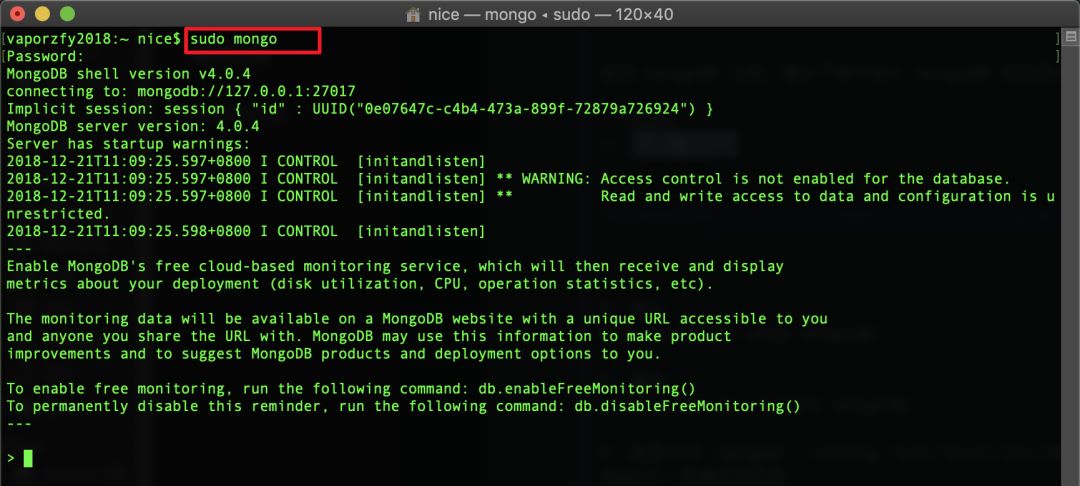 nice — mongo ◂ sudo — 120×40
[vaporzfy2018:~ nice$ sudo mongo ]
[Password: ]
MongoDB shell version v4.0.4
connecting to: mongodb://127.0.0.1:27017
Implicit session: session { "id" : UUID("0e07647c-c4b4-473a-899f-72879a726924") }
MongoDB server version: 4.0.4
Server has startup warnings:
2018-12-21T11:09:25.597+0800 I CONTROL  [initandlisten]
2018-12-21T11:09:25.597+0800 I CONTROL  [initandlisten] ** WARNING: Access control is not enabled for the database.
2018-12-21T11:09:25.597+0800 I CONTROL  [initandlisten] **          Read and write access to data and configuration is u
nrestricted.
2018-12-21T11:09:25.598+0800 I CONTROL  [initandlisten]
---
Enable MongoDB's free cloud-based monitoring service, which will then receive and display
metrics about your deployment (disk utilization, CPU, operation statistics, etc).
The monitoring data will be available on a MongoDB website with a unique URL accessible to you
and anyone you share the URL with. MongoDB may use this information to make product
improvements and to suggest MongoDB products and deployment options to you.
To enable free monitoring, run the following command: db.enableFreeMonitoring()
To permanently disable this reminder, run the following command: db.disableFreeMonitoring()
---
>